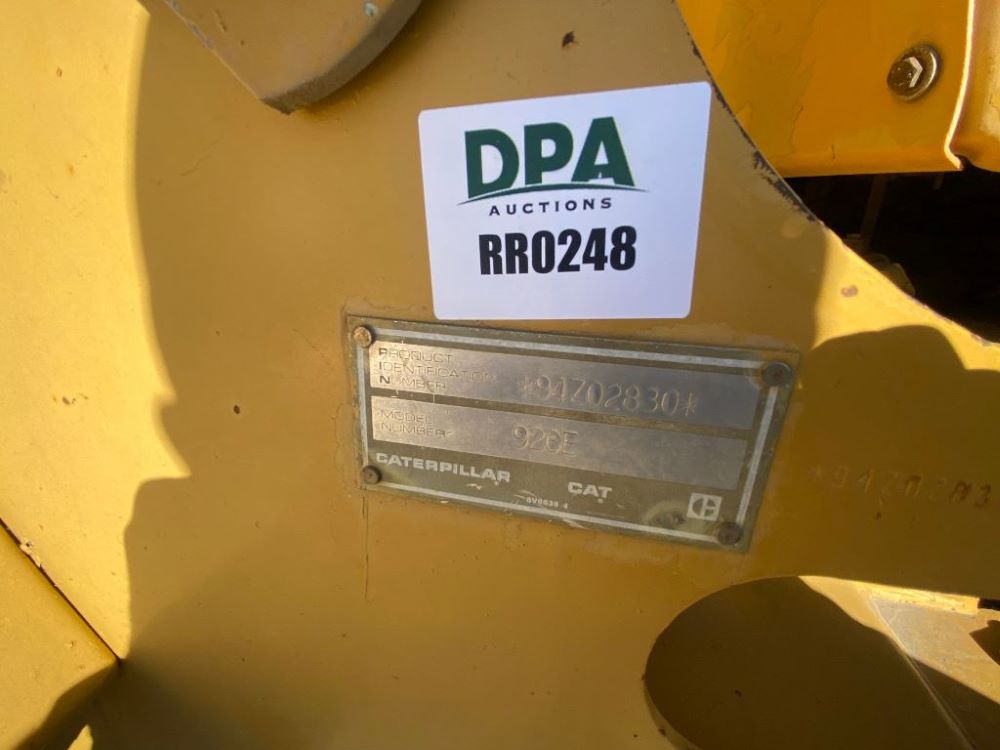 DPA
AUCTIONS
RR0248
PRODUCT
IDENTIFICATION
NUMBER *94Z02830*
MODEL
NUMBER 926E
CATERPILLAR CAT